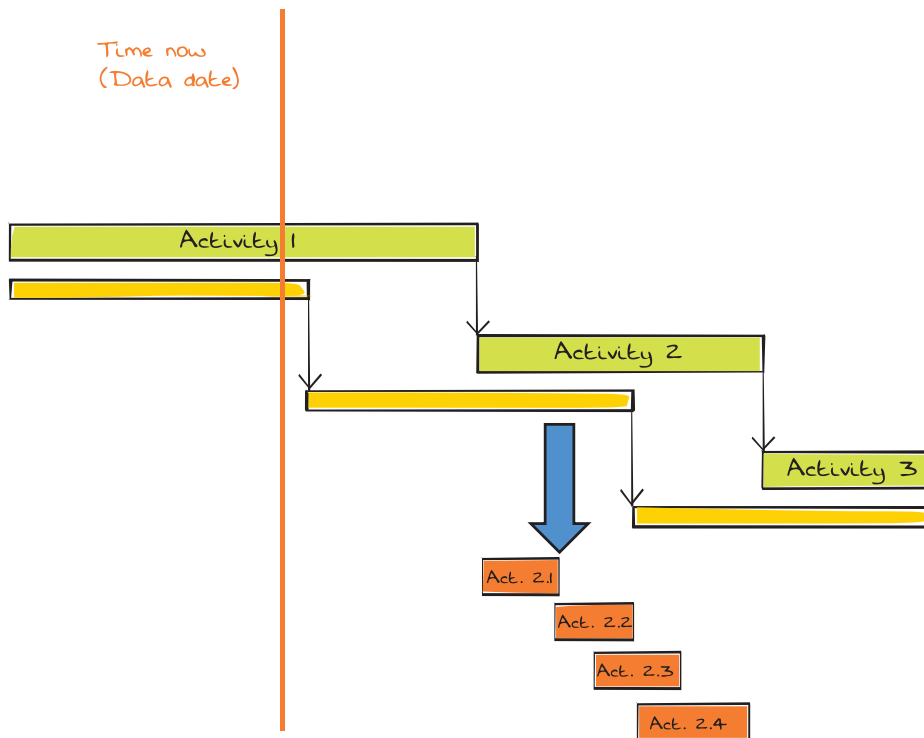 Time now
(Data date)
Activity 1
Activity 2
Activity 3
Act. 2.1
Act. 2.2
Act. 2.3
Act. 2.4